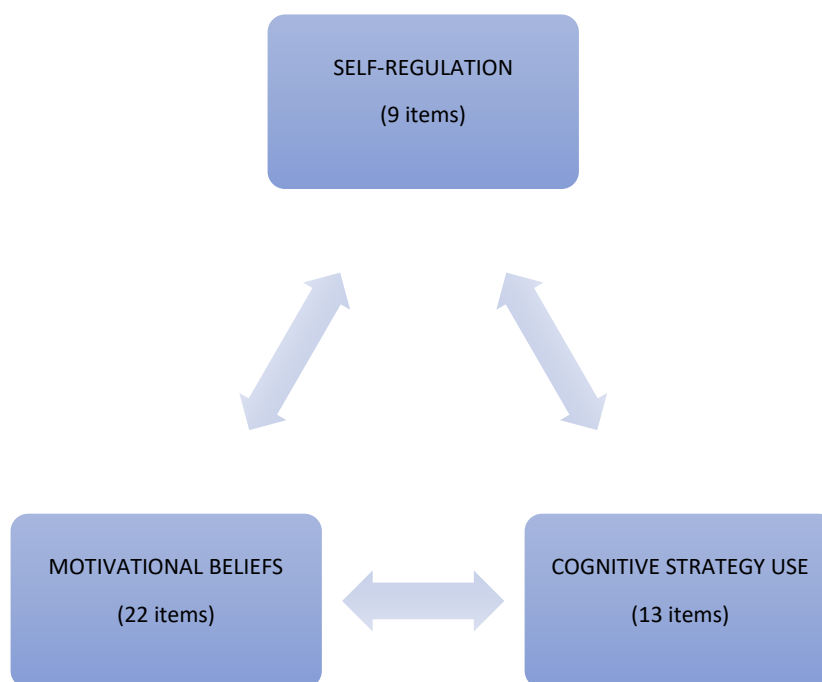 SELF-REGULATION
(9 items)
MOTIVATIONAL BELIEFS
(22 items)
COGNITIVE STRATEGY USE
(13 items)